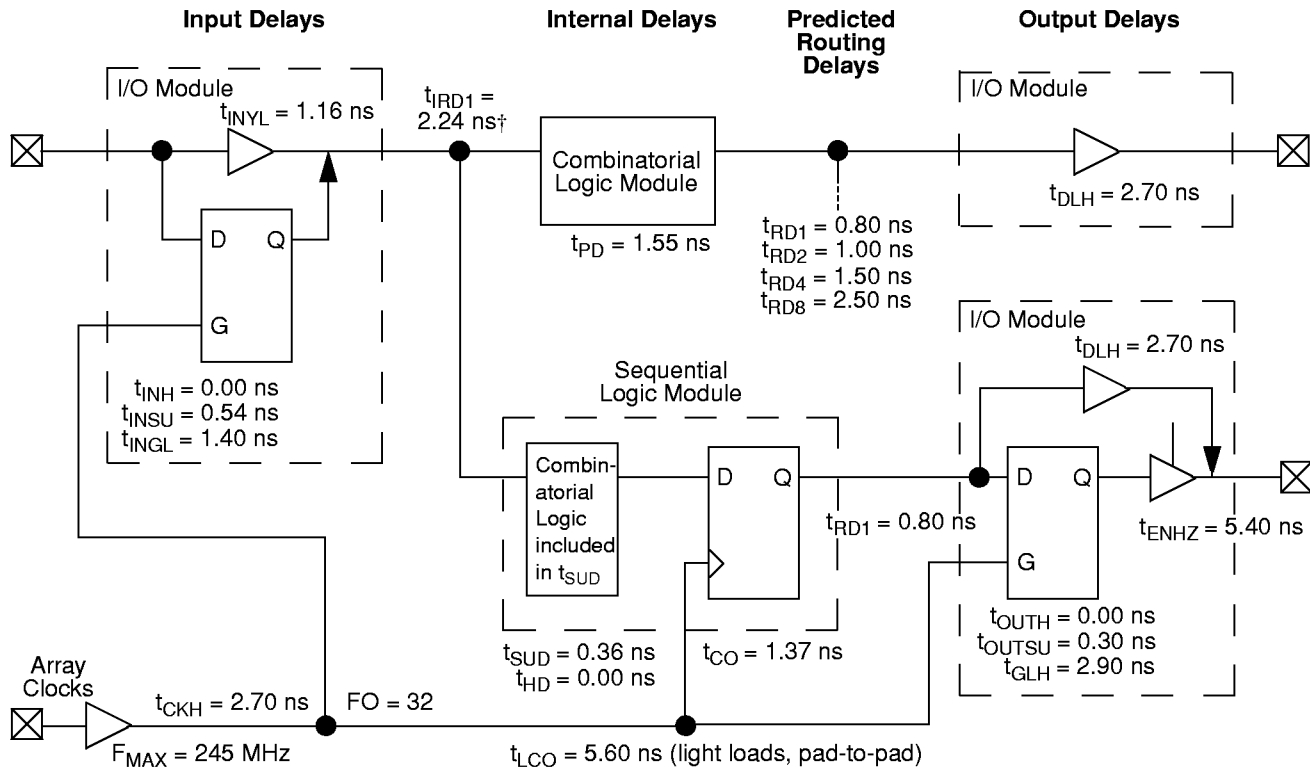 Input Delays
Internal Delays
Predicted
Routing
Delays
Output Delays
I/O Module
tINYL = 1.16 ns
tIRD1 =
2.24 ns†
Combinatorial
Logic Module
tPD = 1.55 ns
tRD1 = 0.80 ns
tRD2 = 1.00 ns
tRD4 = 1.50 ns
tRD8 = 2.50 ns
I/O Module
tDLH = 2.70 ns
D
Q
G
tINH = 0.00 ns
tINSU = 0.54 ns
tINGL = 1.40 ns
Sequential
Logic Module
Combin-
atorial
Logic
included
in tSUD
D
Q
tRD1 = 0.80 ns
I/O Module
tDLH = 2.70 ns
D
Q
G
tENHZ = 5.40 ns
tOUTH = 0.00 ns
tOUTSU = 0.30 ns
tGLH = 2.90 ns
tSUD = 0.36 ns
tHD = 0.00 ns
tCO = 1.37 ns
Array
Clocks
tCKH = 2.70 ns
FO = 32
FMAX = 245 MHz
tLCO = 5.60 ns (light loads, pad-to-pad)